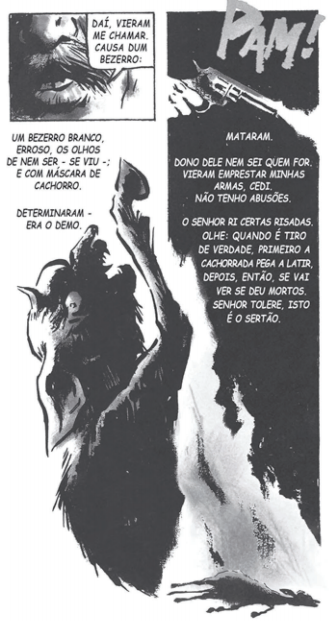 DAÍ, VIERAM
ME CHAMAR.
CAUSA DUM
BEZERRO:
UM BEZERRO BRANCO,
ERROSO, OS OLHOS
DE NEM SER - SE VIU -;
E COM MÁSCARA DE
CACHORRO.
DETERMINARAM -
ERA O DEMO.
PAM!
MATARAM.
DONO DELE NEM SEI QUEM FOR.
VIERAM EMPRESTAR MINHAS
ARMAS, CEDI.
NÃO TENHO ABUSÕES.
O SENHOR RI CERTAS RISADAS.
OLHE: QUANDO É TIRO
DE VERDADE, PRIMEIRO A
CACHORRADA PEGA A LATIR,
DEPOIS, ENTÃO, SE VAI
VER SE DEU MORTOS.
SENHOR TOLERE, ISTO
É O SERTÃO.